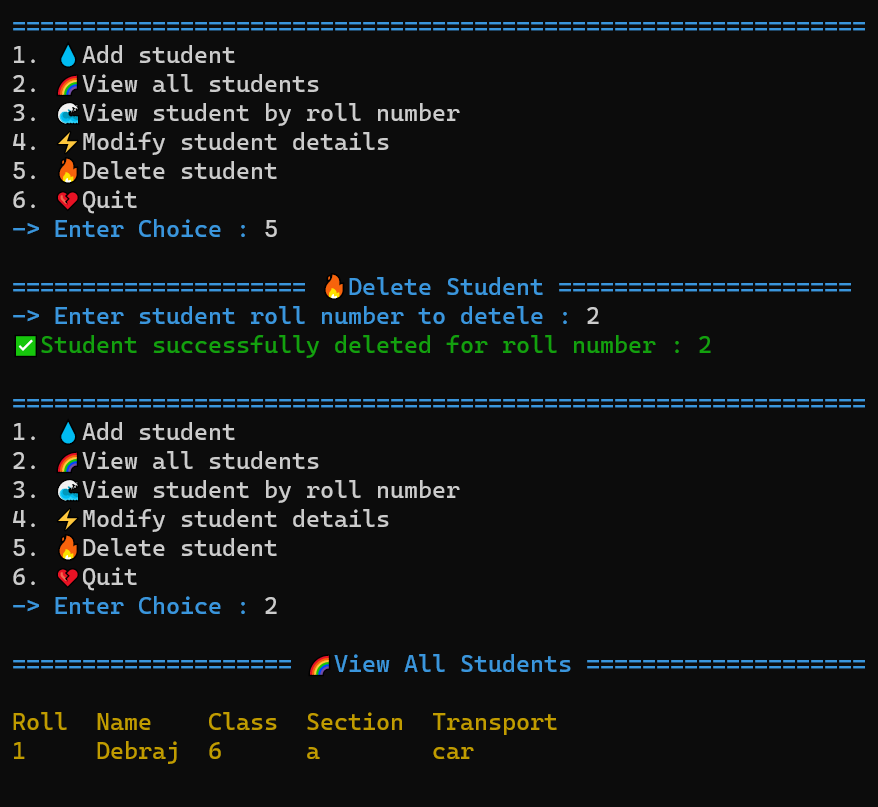 =============================================================
1. 💧Add student
2. 🌈View all students
3. 🌊View student by roll number
4. ⚡Modify student details
5. 🔥Delete student
6. 💔Quit
-> Enter Choice : 5
===================== 🔥Delete Student =====================
-> Enter student roll number to detele : 2
✅Student successfully deleted for roll number : 2
=============================================================
1. 💧Add student
2. 🌈View all students
3. 🌊View student by roll number
4. ⚡Modify student details
5. 🔥Delete student
6. 💔Quit
-> Enter Choice : 2
==================== 🌈View All Students ====================
Roll  Name    Class  Section  Transport
1     Debraj  6      a        car